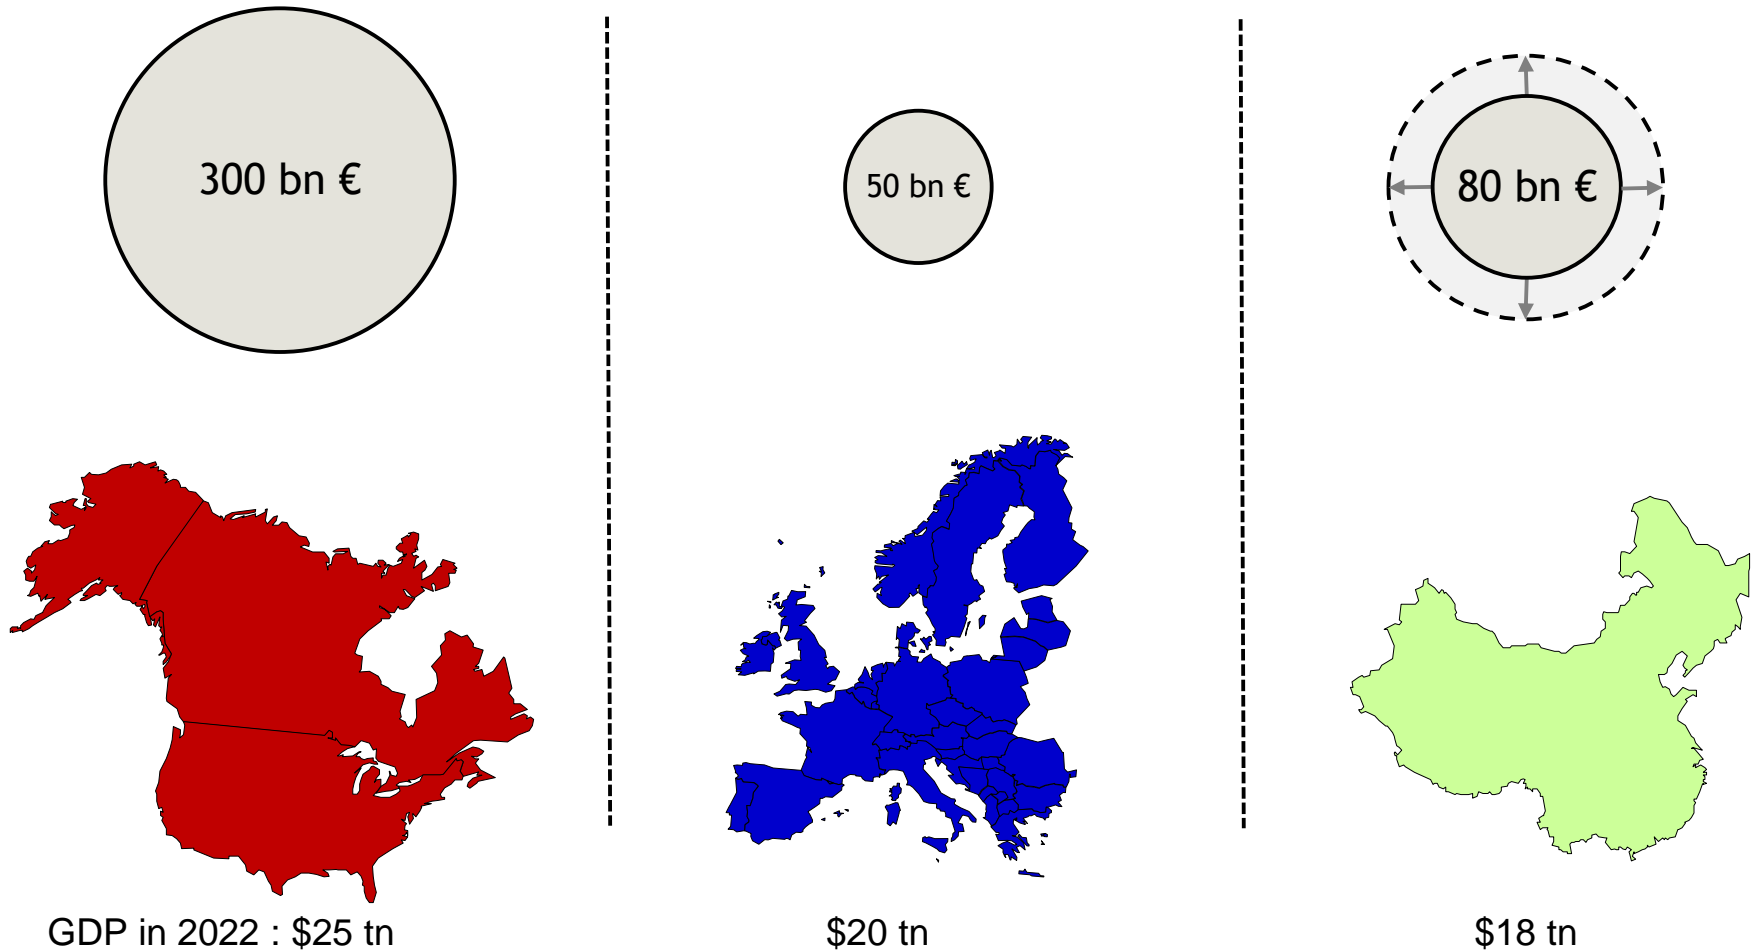 300 bn €
50 bn €
80 bn €
GDP in 2022 : $25 tn
$20 tn
$18 tn